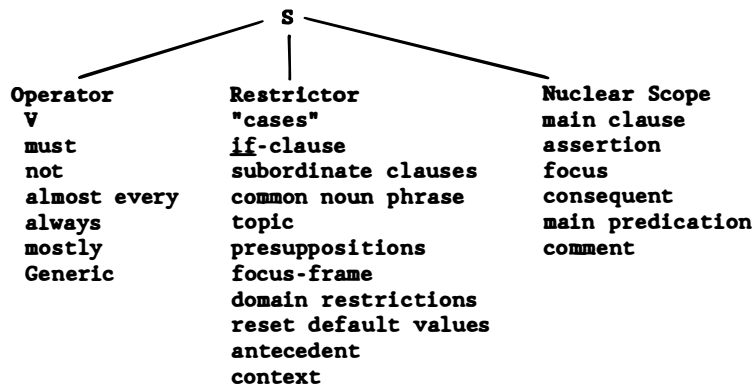 S
Operator Restrictor Nuclear Scope
∀ "cases" main clause
must if-clause assertion
not subordinate clauses focus
almost every common noun phrase consequent
always topic main predication
mostly presuppositions comment
Generic focus-frame
domain restrictions
reset default values
antecedent
context